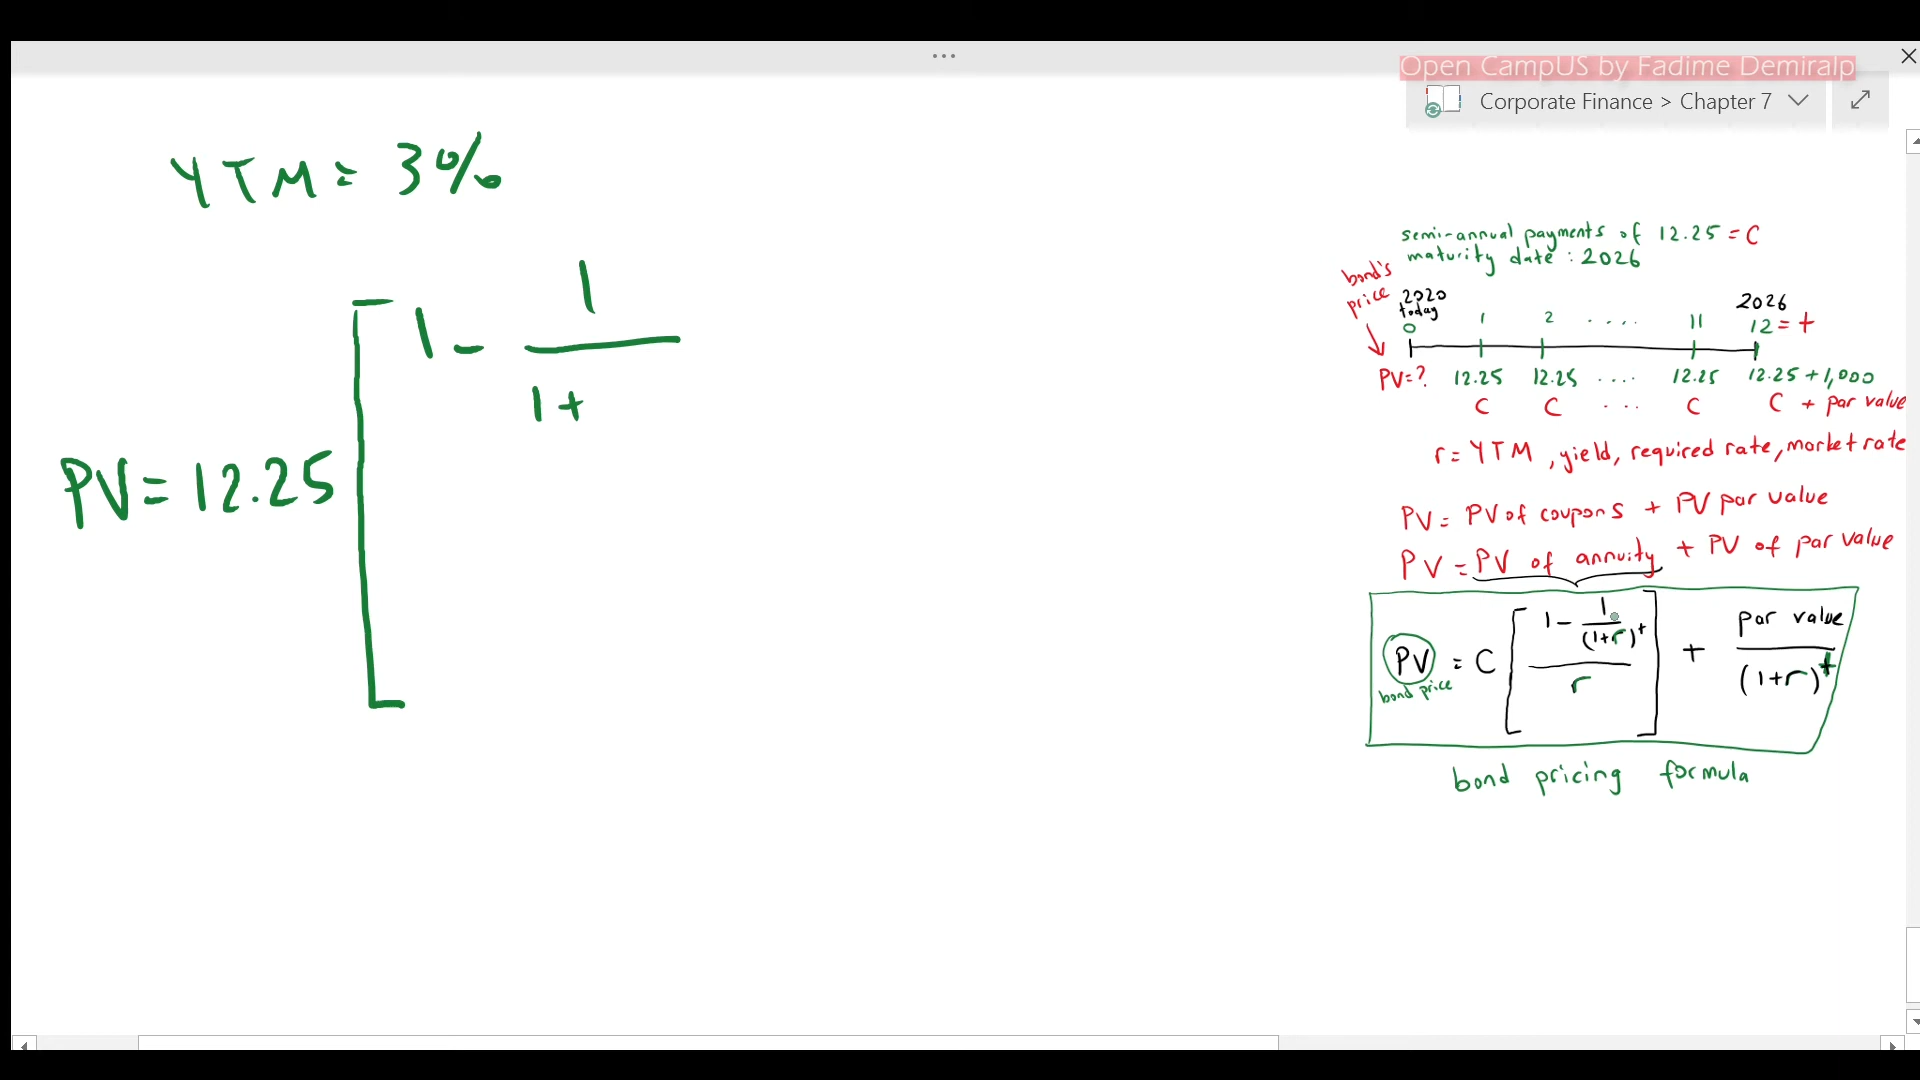 Open CampUS by Fadime Demiralp
Corporate Finance > Chapter 7
YTM = 3%
PV = 12.25 [ 1 - 1 / 1 +
semi-annual payments of 12.25 = C
maturity date : 2026
bond's price
2020 today
2026
0 1 2 .... 11 12 = t
PV = ? 12.25 12.25 .... 12.25 12.25 + 1,000
C C ... C C + par value
r = YTM, yield, required rate, market rate
PV = PV of coupons + PV par value
PV = PV of annuity + PV of par value
PV = C [ 1 - 1 / (1+r)^t / r ] + par value / (1+r)^t
bond price
bond pricing formula